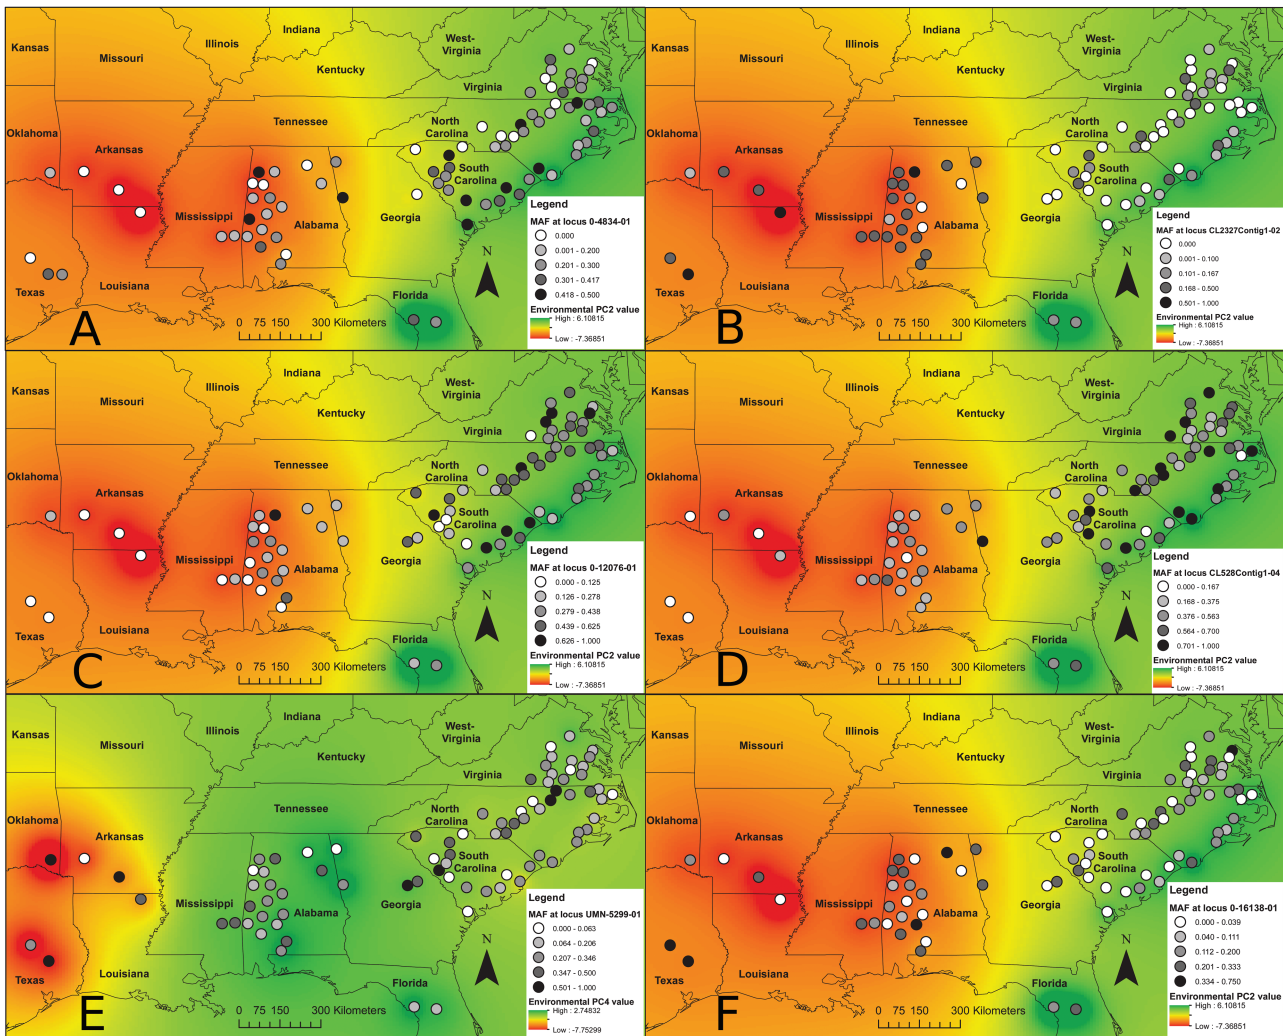 Kansas
Missouri
Illinois
Indiana
West-
Virginia
Kentucky
Virginia
Oklahoma
Arkansas
Tennessee
North
Carolina
South
Carolina
Mississippi
Alabama
Georgia
Texas
Louisiana
Florida
A
0 75 150 300 Kilometers
N
Legend
MAF at locus 0-4834-01
0.000
0.001 - 0.200
0.201 - 0.300
0.301 - 0.417
0.418 - 0.500
Environmental PC2 value
High : 6.10815
Low : -7.36851
Kansas
Missouri
Illinois
Indiana
West-
Virginia
Kentucky
Virginia
Oklahoma
Arkansas
Tennessee
North
Carolina
South
Carolina
Mississippi
Alabama
Georgia
Texas
Louisiana
Florida
B
0 75 150 300 Kilometers
N
Legend
MAF at locus CL2327Contig1-02
0.000
0.001 - 0.100
0.101 - 0.167
0.168 - 0.500
0.501 - 1.000
Environmental PC2 value
High : 6.10815
Low : -7.36851
Kansas
Missouri
Illinois
Indiana
West-
Virginia
Kentucky
Virginia
Oklahoma
Arkansas
Tennessee
North
Carolina
South
Carolina
Mississippi
Alabama
Georgia
Texas
Louisiana
Florida
C
0 75 150 300 Kilometers
N
Legend
MAF at locus 0-12076-01
0.000 - 0.125
0.126 - 0.278
0.279 - 0.438
0.439 - 0.625
0.626 - 1.000
Environmental PC2 value
High : 6.10815
Low : -7.36851
Kansas
Missouri
Illinois
Indiana
West-
Virginia
Kentucky
Virginia
Oklahoma
Arkansas
Tennessee
North
Carolina
South
Carolina
Mississippi
Alabama
Georgia
Texas
Louisiana
Florida
D
0 75 150 300 Kilometers
N
Legend
MAF at locus CL528Contig1-04
0.000 - 0.167
0.168 - 0.375
0.376 - 0.563
0.564 - 0.700
0.701 - 1.000
Environmental PC2 value
High : 6.10815
Low : -7.36851
Kansas
Missouri
Illinois
Indiana
West-
Virginia
Kentucky
Virginia
Oklahoma
Arkansas
Tennessee
North
Carolina
South
Carolina
Mississippi
Alabama
Georgia
Texas
Louisiana
Florida
E
0 75 150 300 Kilometers
N
Legend
MAF at locus UMN-5299-01
0.000 - 0.063
0.064 - 0.206
0.207 - 0.346
0.347 - 0.500
0.501 - 1.000
Environmental PC4 value
High : 2.74832
Low : -7.75299
Kansas
Missouri
Illinois
Indiana
West-
Virginia
Kentucky
Virginia
Oklahoma
Arkansas
Tennessee
North
Carolina
South
Carolina
Mississippi
Alabama
Georgia
Texas
Louisiana
Florida
F
0 75 150 300 Kilometers
N
Legend
MAF at locus 0-16138-01
0.000 - 0.039
0.040 - 0.111
0.112 - 0.200
0.201 - 0.333
0.334 - 0.750
Environmental PC2 value
High : 6.10815
Low : -7.36851